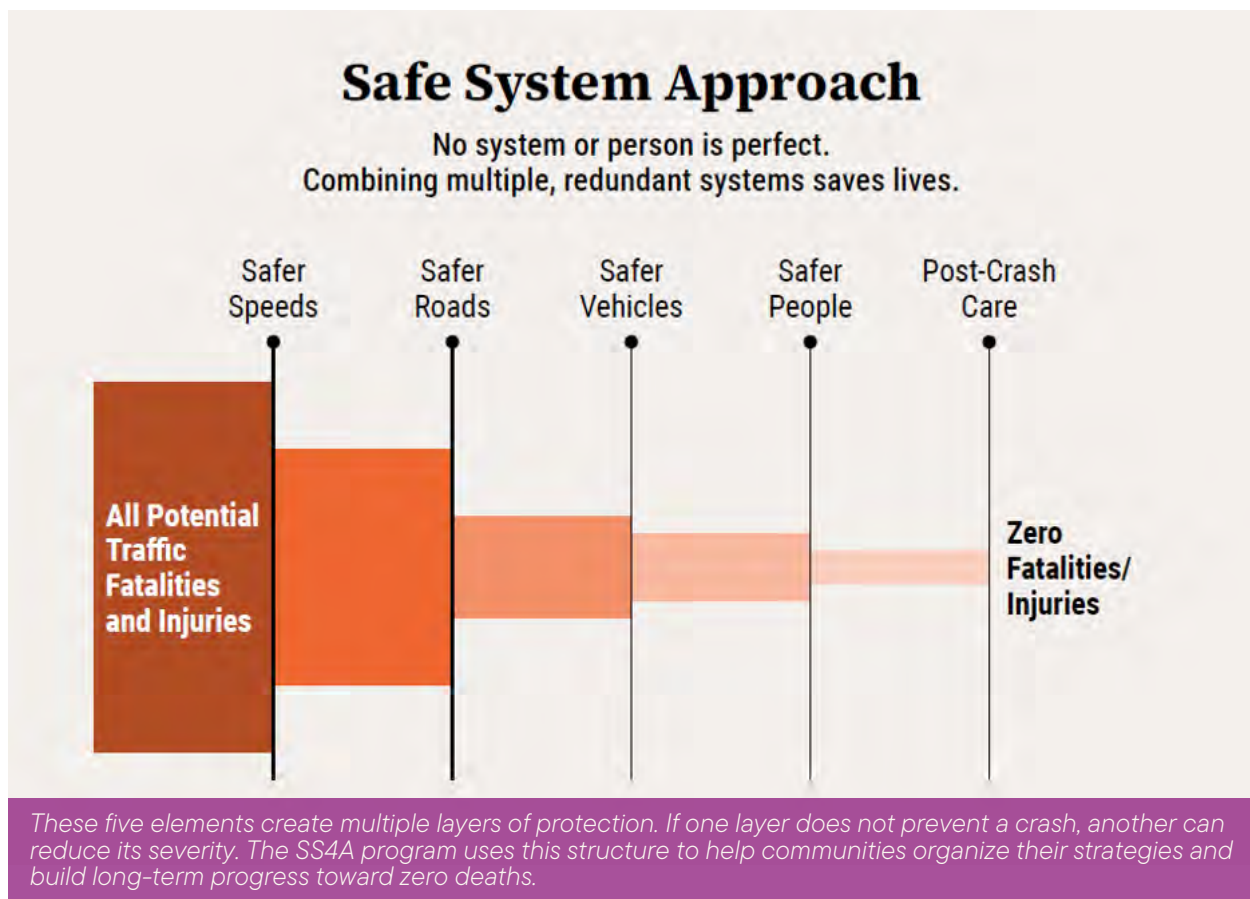 Safe System Approach
No system or person is perfect.
Combining multiple, redundant systems saves lives.
Safer
Speeds
Safer
Roads
Safer
Vehicles
Safer
People
Post-Crash
Care
All Potential
Traffic
Fatalities
and Injuries
Zero
Fatalities/
Injuries
These five elements create multiple layers of protection. If one layer does not prevent a crash, another can
reduce its severity. The SS4A program uses this structure to help communities organize their strategies and
build long-term progress toward zero deaths.